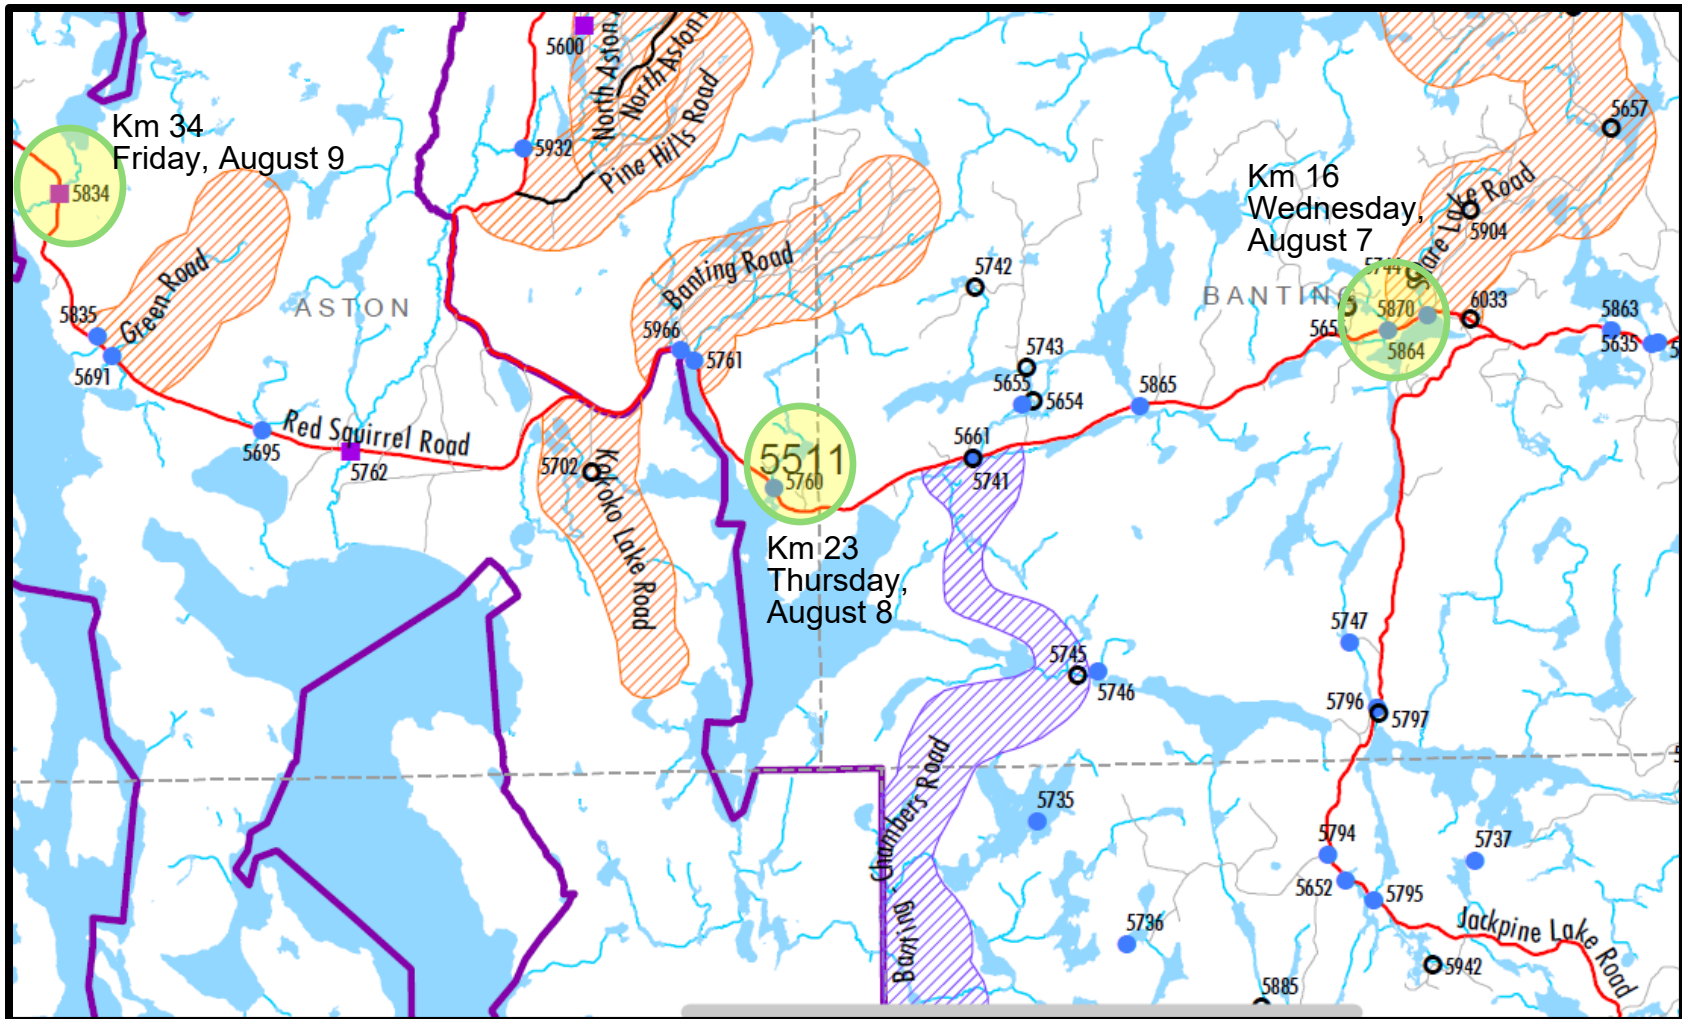 5600
North Aston
North Aston
Pine Hills Road
5932
5657
Km 34
Friday, August 9
5834
Km 16
Wednesday,
August 7
Lake Road
5904
5742
Banting Road
Green Road
ASTON
BANTING
5744
5870
6033
5863
5635
5864
5835
5691
5966
5761
5743
5655
5654
5865
5695
Red Squirrel Road
5762
5702
Kokoko Lake Road
5511
5760
5661
5741
Km 23
Thursday,
August 8
5747
5745
5746
5796
5797
Banting - Chambers Road
5735
5794
5737
5652
5795
5736
Jackpine Lake Road
5942
5885